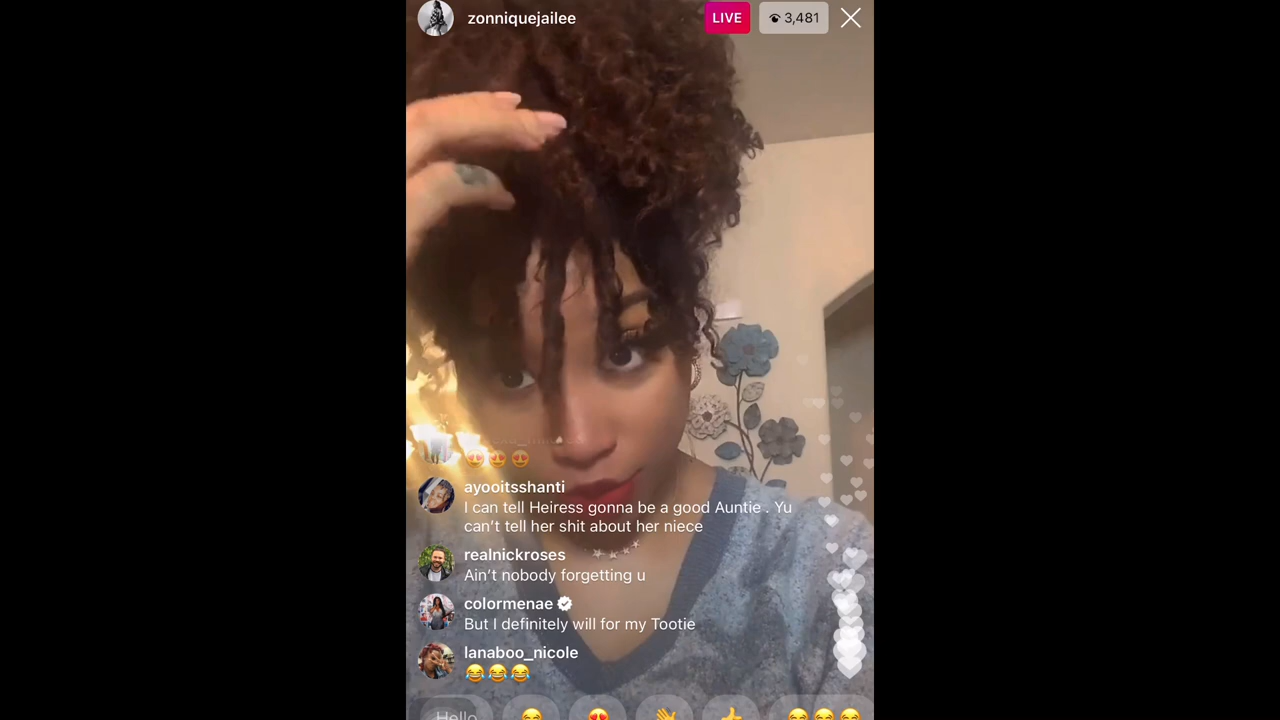 zonniquejailee
LIVE
3,481
😍😍😍
ayooitsshanti
I can tell Heiress gonna be a good Auntie . Yu
can't tell her shit about her niece
realnickroses
Ain't nobody forgetting u
colormenae
But I definitely will for my Tootie
lanaboo_nicole
😂😂😂
Hello